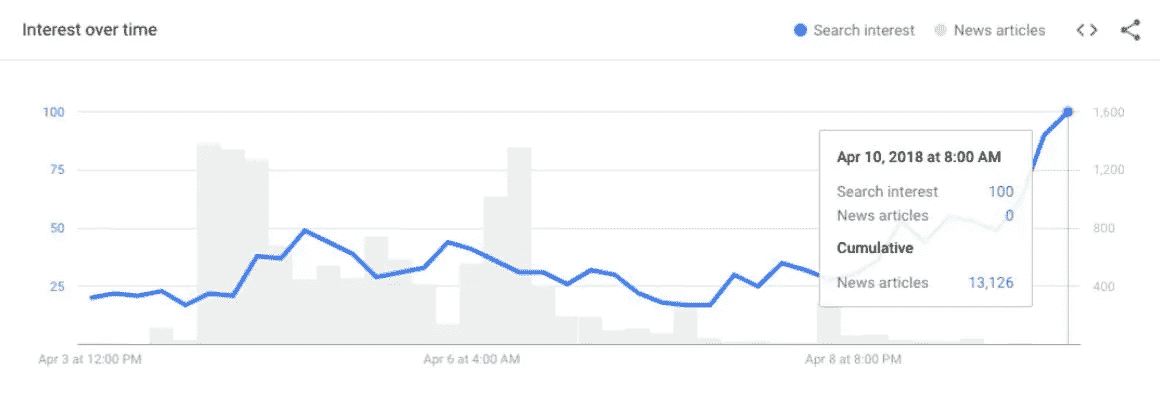 Interest over time
Search interest News articles
100 1,600
75 1,200
50 800
25 400
Apr 10, 2018 at 8:00 AM
Search interest 100
News articles 0
Cumulative
News articles 13,126
Apr 3 at 12:00 PM Apr 6 at 4:00 AM Apr 8 at 8:00 PM